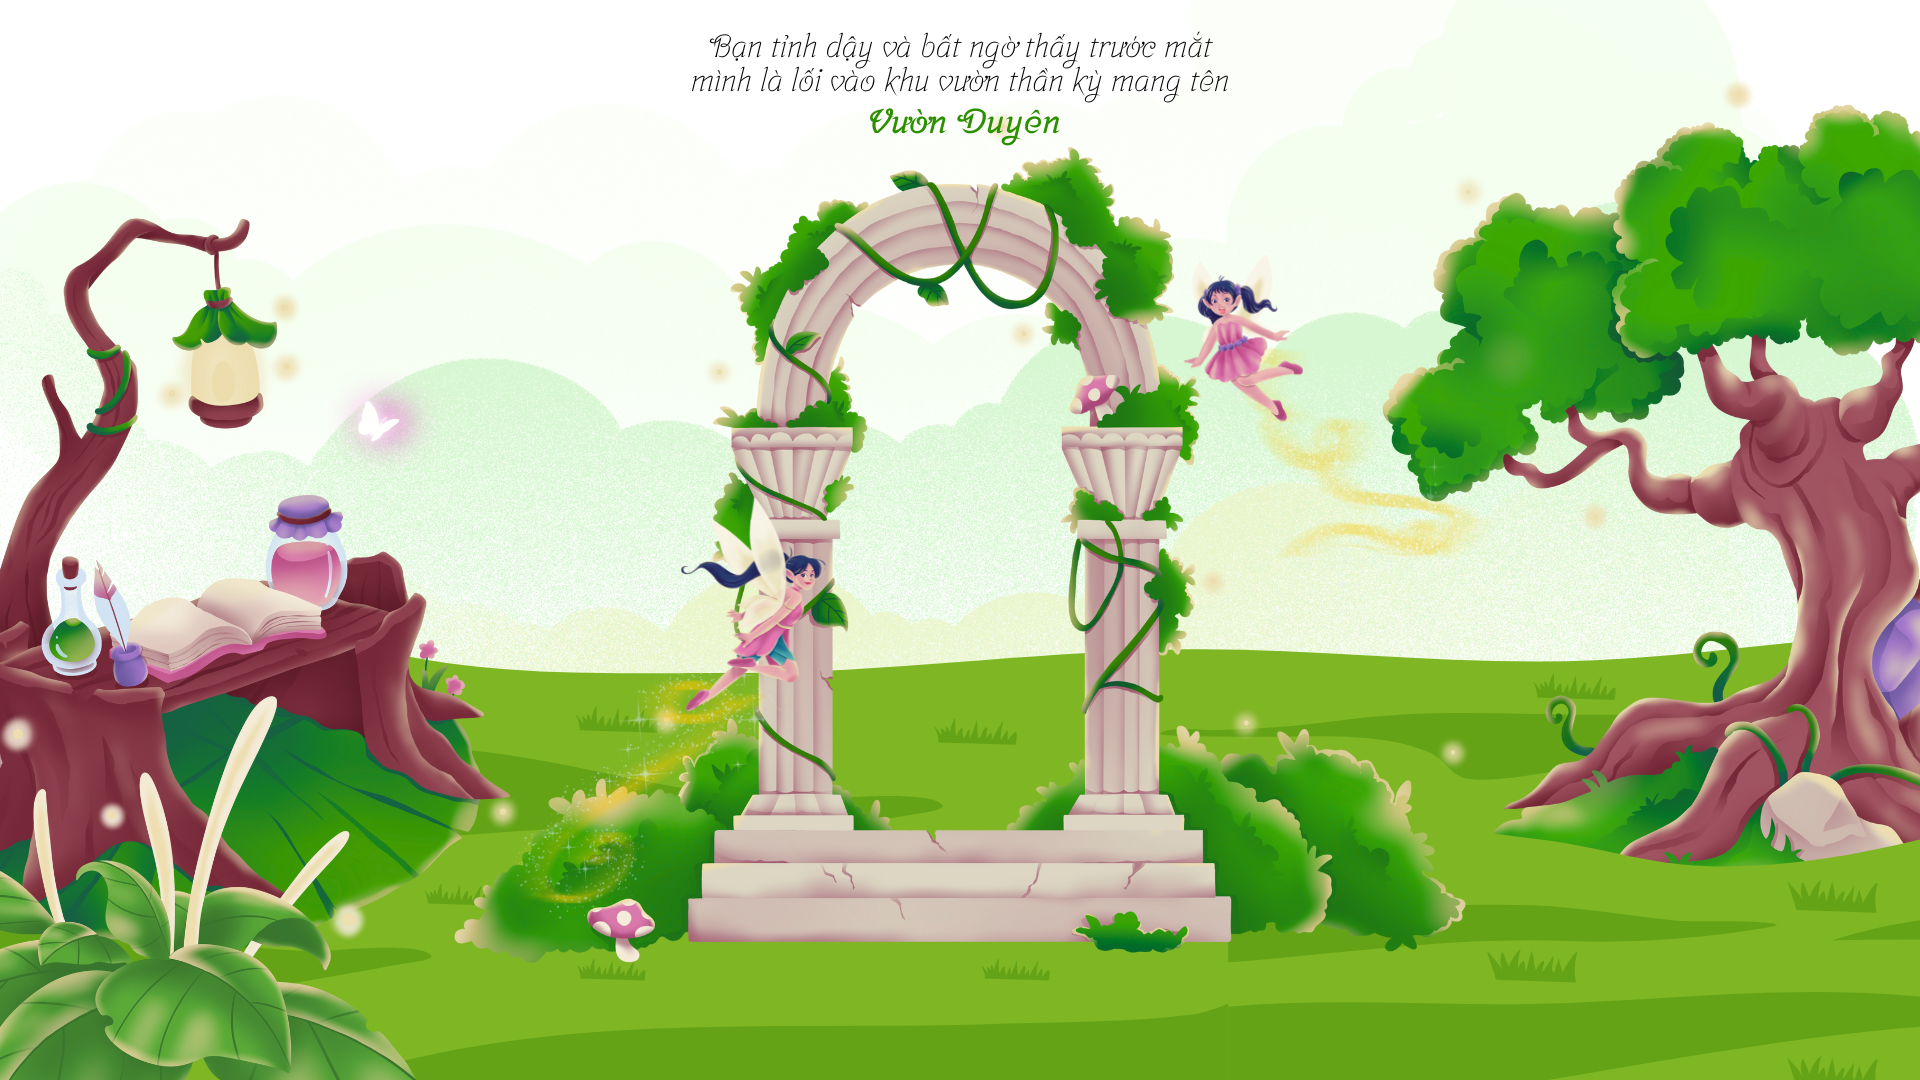 Bạn tỉnh dậy và bất ngờ thấy trước mắt
mình là lối vào khu vườn thần kỳ mang tên
Vườn Duyên